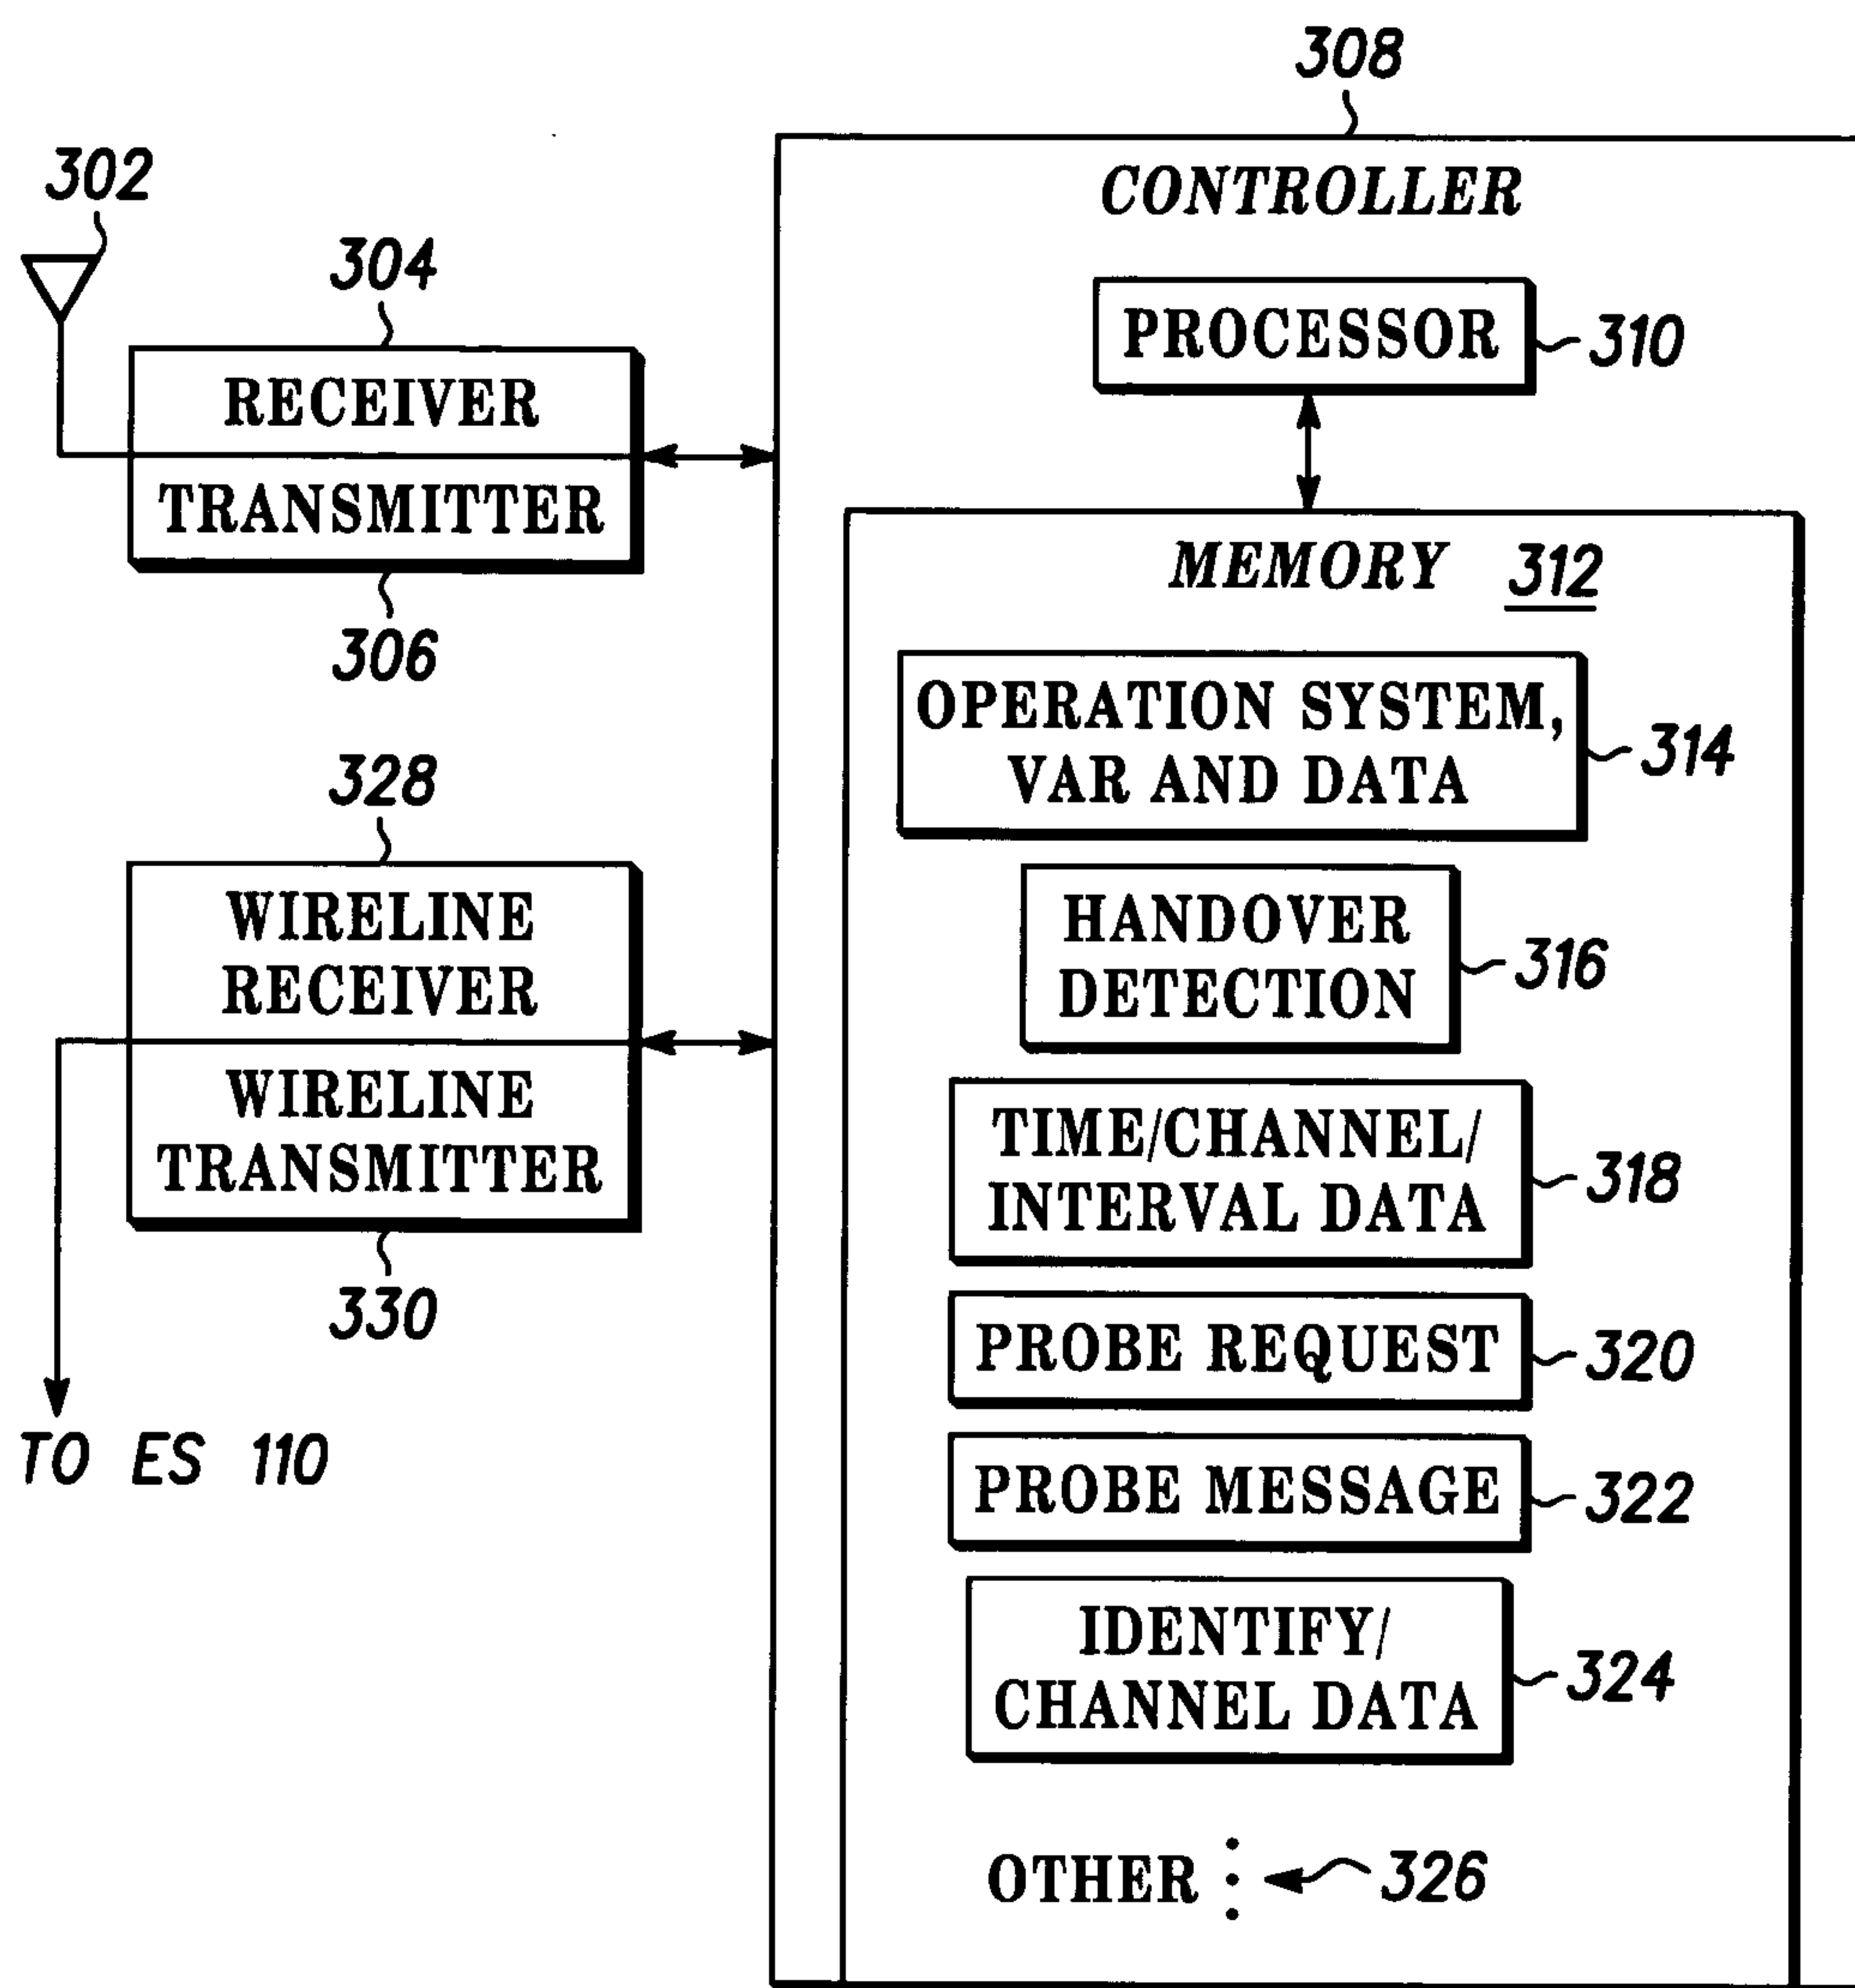 308
CONTROLLER
302
304
PROCESSOR
310
RECEIVER
TRANSMITTER
306
MEMORY 312
OPERATION SYSTEM,
VAR AND DATA
314
328
WIRELINE
RECEIVER
WIRELINE
TRANSMITTER
330
TO ES 110
HANDOVER
DETECTION
316
TIME/CHANNEL/
INTERVAL DATA
318
PROBE REQUEST
320
PROBE MESSAGE
322
IDENTIFY/
CHANNEL DATA
324
OTHER
326